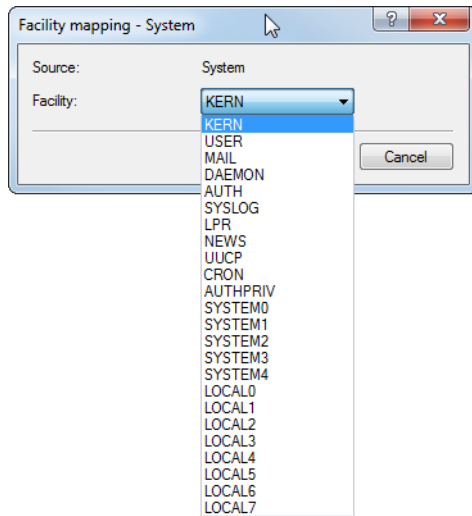 Facility mapping - System
Source: System
Facility: KERN
KERN
USER
MAIL
DAEMON
AUTH
SYSLOG
LPR
NEWS
UUCP
CRON
AUTHPRIV
SYSTEM0
SYSTEM1
SYSTEM2
SYSTEM3
SYSTEM4
LOCAL0
LOCAL1
LOCAL2
LOCAL3
LOCAL4
LOCAL5
LOCAL6
LOCAL7
Cancel